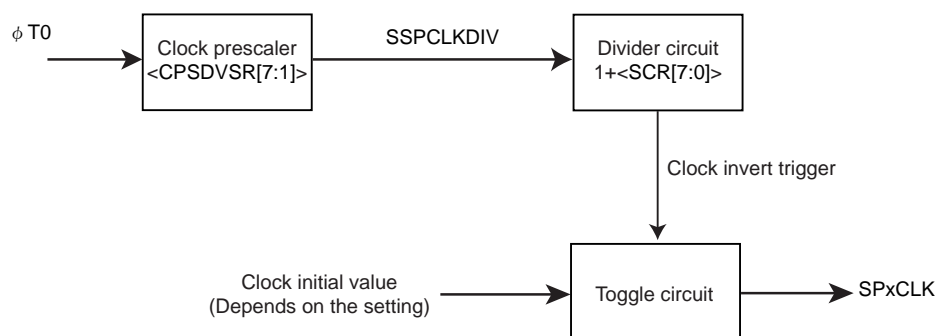 ϕ T0
Clock prescaler
<CPSDVSR[7:1]>
SSPCLKDIV
Divider circuit
1+<SCR[7:0]>
Clock invert trigger
Clock initial value
(Depends on the setting)
Toggle circuit
SPxCLK